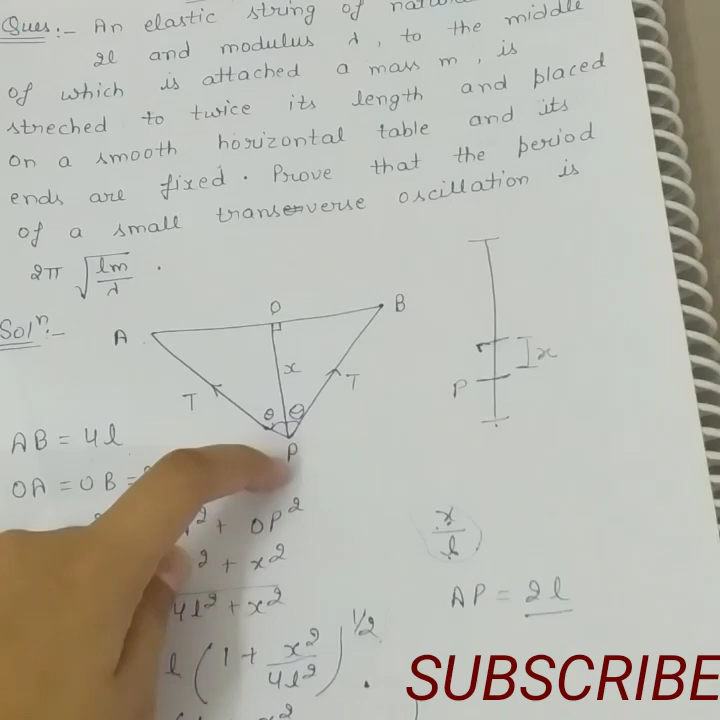 Ques:- An elastic string of
2l and modulus λ, to the middle
of which is attached a mass m, is
streched to twice its length and placed
on a smooth horizontal table and its
ends are fixed. Prove that the period
of a small transverse oscillation is
2π √(lm/λ) .
Solⁿ:-
A
O
B
x
T
T
θ
θ
P
x
P
AB = 4l
OA = OB =
² + OP²
² + x²
4l² + x²
l (1 + x²/4l²)^1/2 .
x/l
AP = 2l
SUBSCRIBE